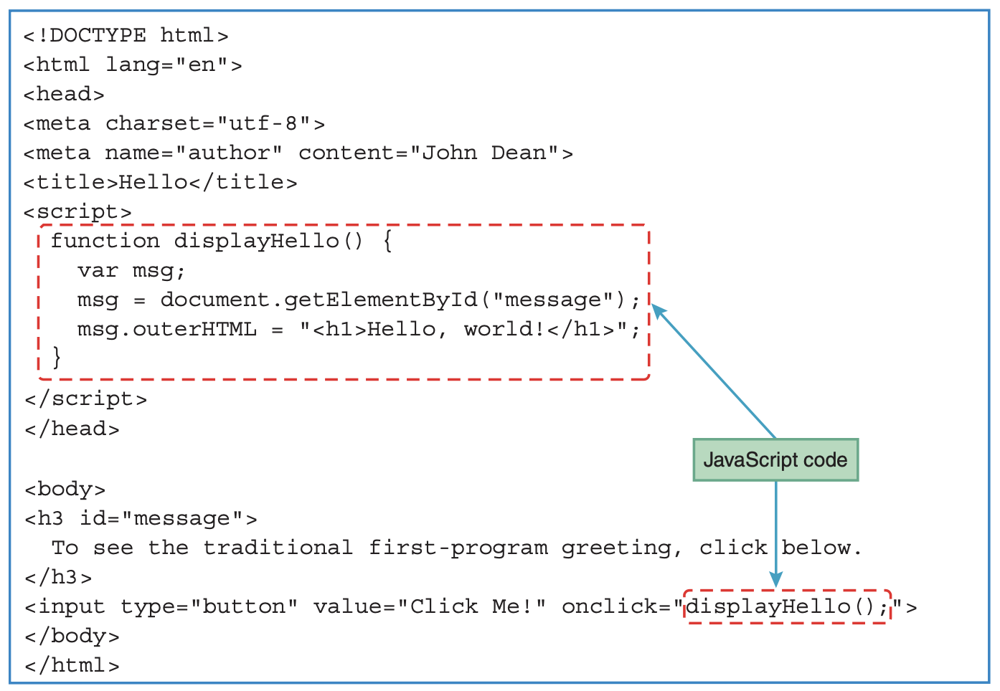 <!DOCTYPE html>
<html lang="en">
<head>
<meta charset="utf-8">
<meta name="author" content="John Dean">
<title>Hello</title>
<script>
function displayHello() {
var msg;
msg = document.getElementById("message");
msg.outerHTML = "<h1>Hello, world!</h1>";
}
</script>
</head>
JavaScript code
<body>
<h3 id="message">
To see the traditional first-program greeting, click below.
</h3>
<input type="button" value="Click Me!" onclick="displayHello();">
</body>
</html>